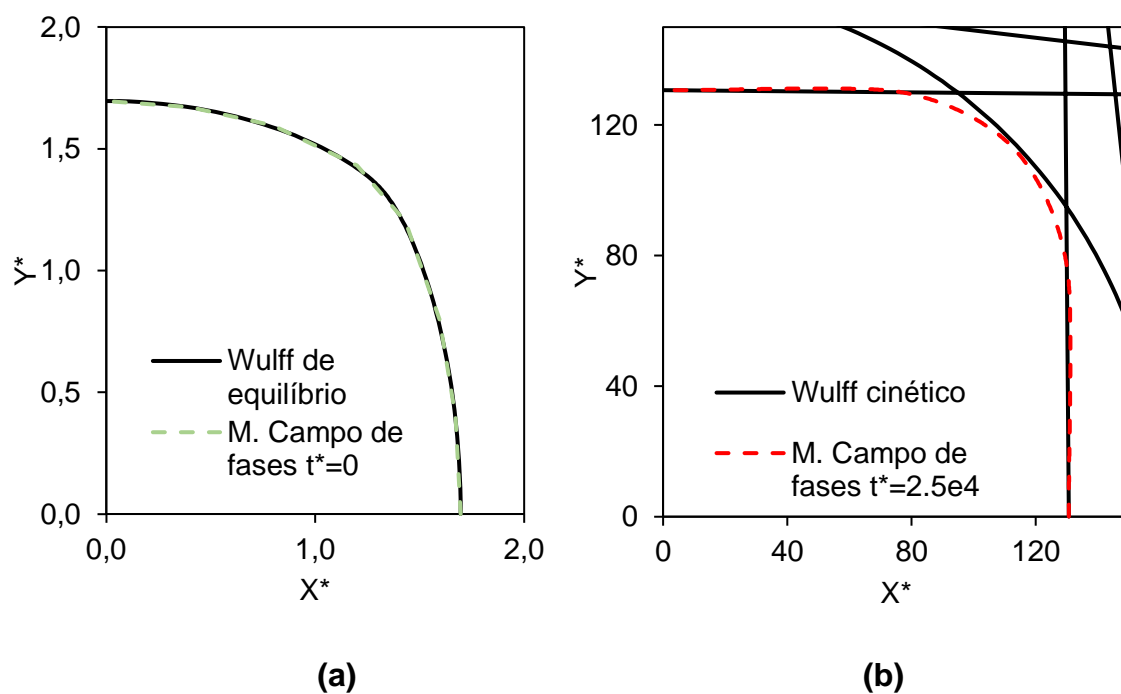 2,0
1,5
1,0
0,5
0,0
Y*
Wulff de
equilíbrio
M. Campo de
fases t*=0
0,0
1,0
2,0
X*
(a)
120
80
40
0
Y*
Wulff cinético
M. Campo de
fases t*=2.5e4
0
40
80
120
X*
(b)